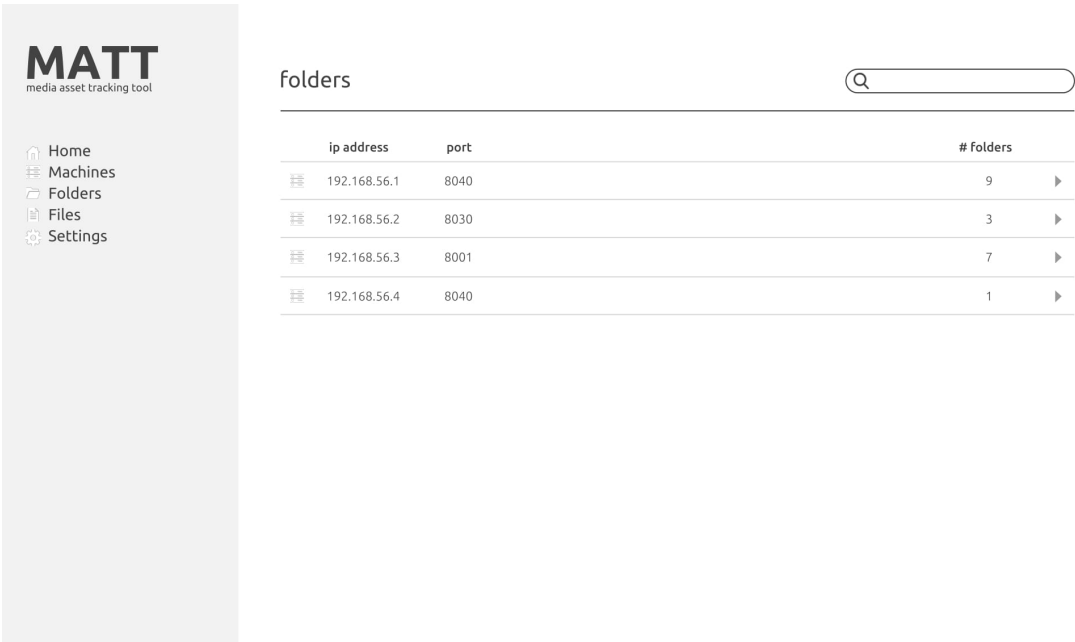 MATT
media asset tracking tool
Home
Machines
Folders
Files
Settings
folders
ip address port # folders
192.168.56.1 8040 9
192.168.56.2 8030 3
192.168.56.3 8001 7
192.168.56.4 8040 1